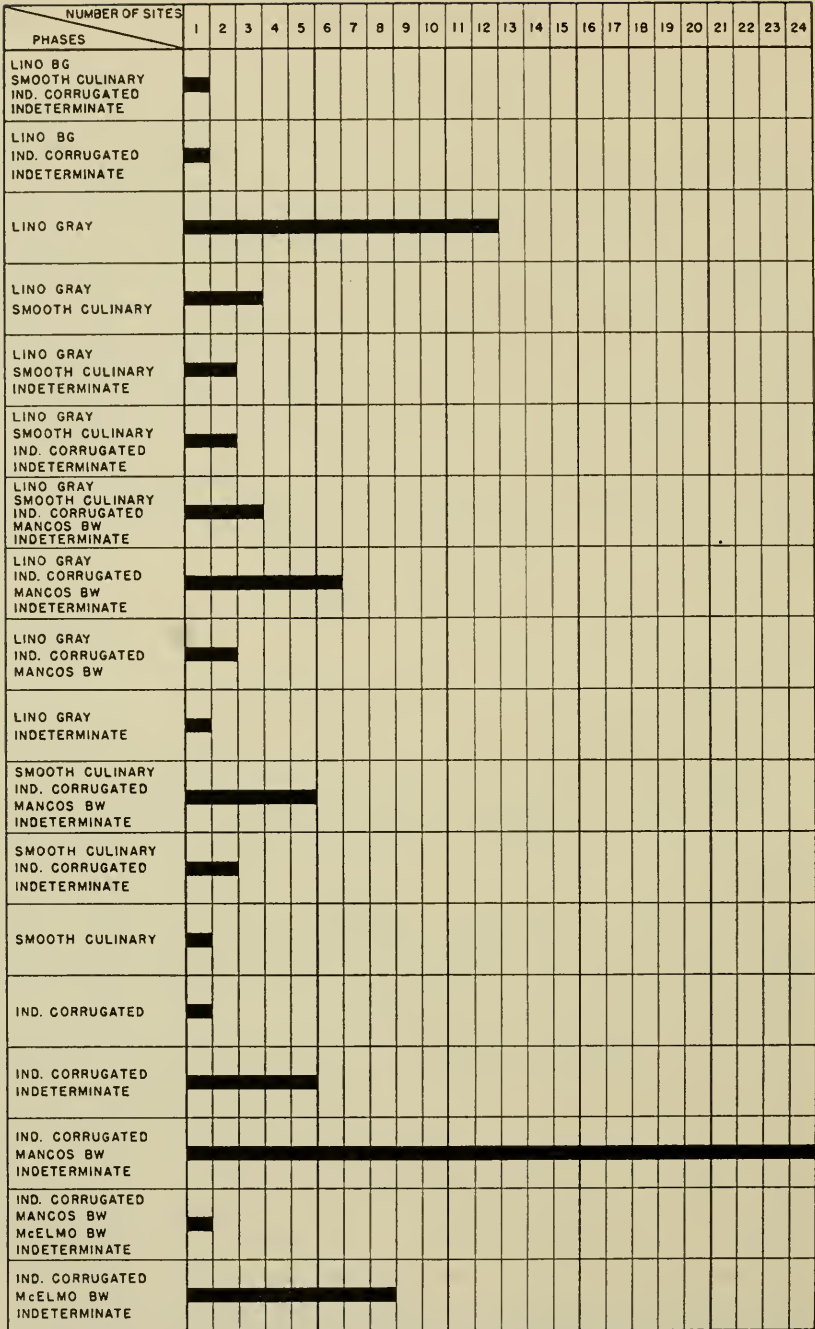 NUMBER OF SITES
PHASES
1 2 3 4 5 6 7 8 9 10 11 12 13 14 15 16 17 18 19 20 21 22 23 24
LINO BG
SMOOTH CULINARY
IND. CORRUGATED
INDETERMINATE
LINO BG
IND. CORRUGATED
INDETERMINATE
LINO GRAY
LINO GRAY
SMOOTH CULINARY
LINO GRAY
SMOOTH CULINARY
INDETERMINATE
LINO GRAY
SMOOTH CULINARY
IND. CORRUGATED
INDETERMINATE
LINO GRAY
SMOOTH CULINARY
IND. CORRUGATED
MANCOS BW
INDETERMINATE
LINO GRAY
IND. CORRUGATED
MANCOS BW
INDETERMINATE
LINO GRAY
IND. CORRUGATED
MANCOS BW
LINO GRAY
INDETERMINATE
SMOOTH CULINARY
IND. CORRUGATED
MANCOS BW
INDETERMINATE
SMOOTH CULINARY
IND. CORRUGATED
INDETERMINATE
SMOOTH CULINARY
IND. CORRUGATED
IND. CORRUGATED
INDETERMINATE
IND. CORRUGATED
MANCOS BW
INDETERMINATE
IND. CORRUGATED
MANCOS BW
McELMO BW
INDETERMINATE
IND. CORRUGATED
McELMO BW
INDETERMINATE